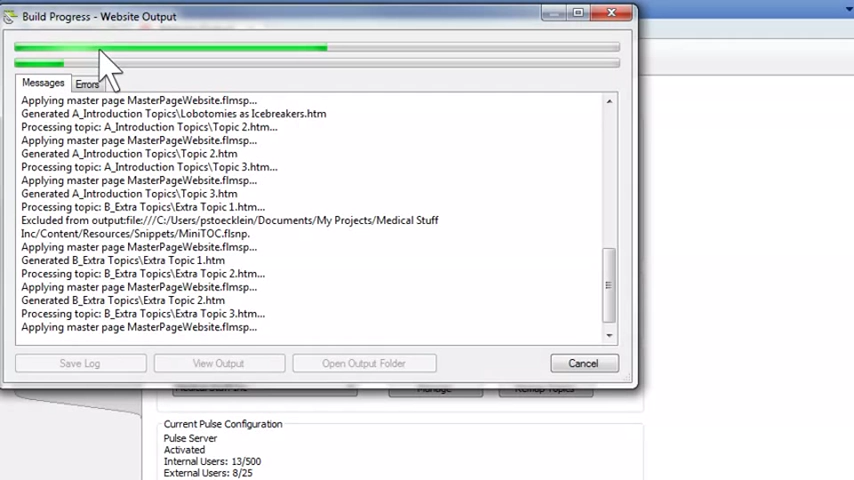 Build Progress - Website Output
Messages
Errors
Applying master page MasterPageWebsite.flmsp...
Generated A_Introduction Topics\Lobotomies as Icebreakers.htm
Processing topic: A_Introduction Topics\Topic 2.htm...
Applying master page MasterPageWebsite.flmsp...
Generated A_Introduction Topics\Topic 2.htm
Processing topic: A_Introduction Topics\Topic 3.htm...
Applying master page MasterPageWebsite.flmsp...
Generated A_Introduction Topics\Topic 3.htm
Processing topic: B_Extra Topics\Extra Topic 1.htm...
Excluded from output:file:///C:/Users/pstoecklein/Documents/My Projects/Medical Stuff
Inc/Content/Resources/Snippets/MiniTOC.flsnp.
Applying master page MasterPageWebsite.flmsp...
Generated B_Extra Topics\Extra Topic 1.htm
Processing topic: B_Extra Topics\Extra Topic 2.htm...
Applying master page MasterPageWebsite.flmsp...
Generated B_Extra Topics\Extra Topic 2.htm
Processing topic: B_Extra Topics\Extra Topic 3.htm...
Applying master page MasterPageWebsite.flmsp...
Save Log
View Output
Open Output Folder
Cancel
Manage
Remap Topics
Current Pulse Configuration
Pulse Server
Activated
Internal Users: 13/500
External Users: 8/25